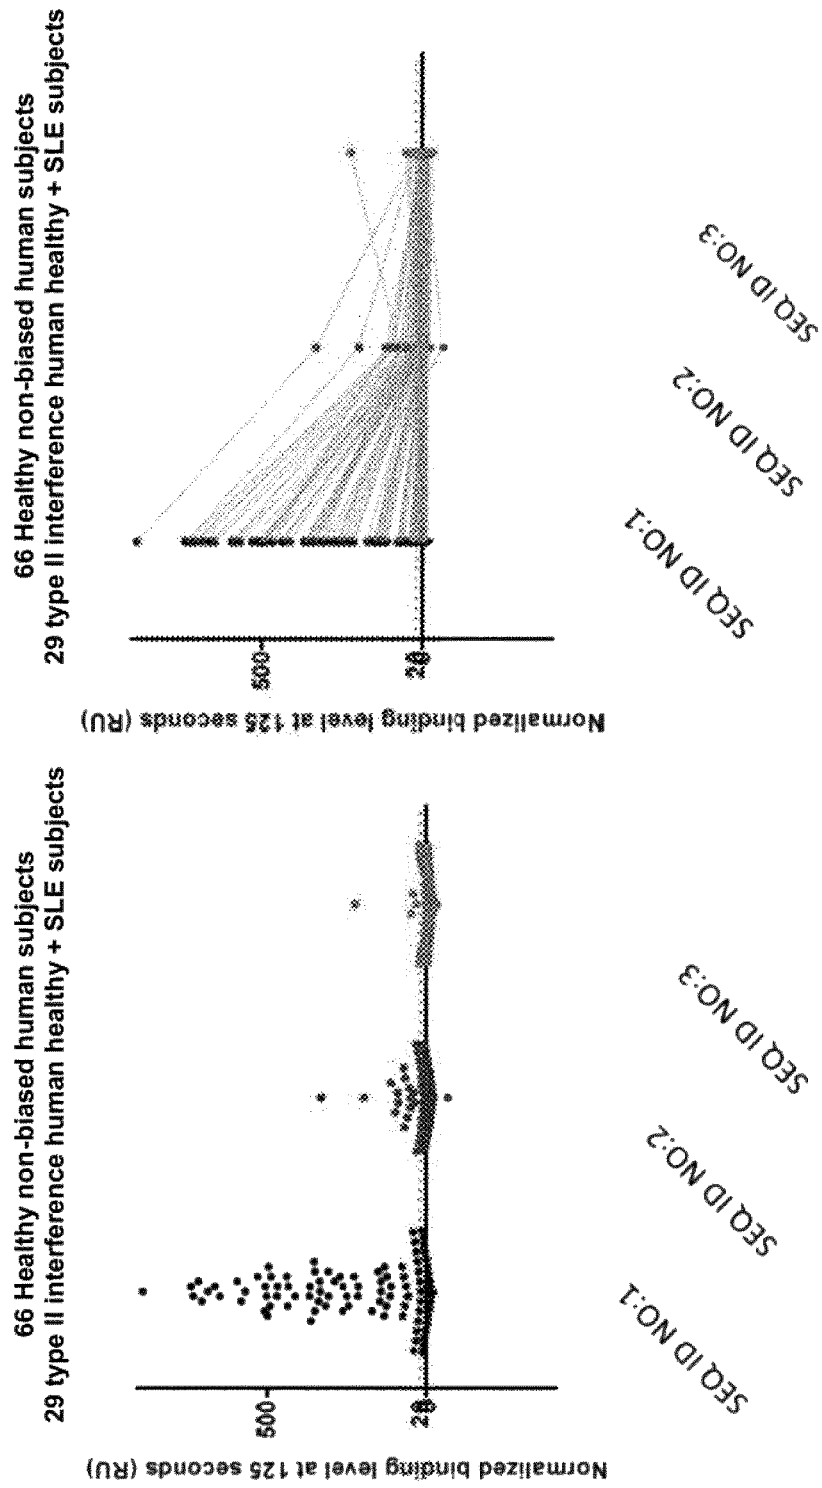 66 Healthy non-biased human subjects
29 type II interference human healthy + SLE subjects
Normalized binding level at 125 seconds (RU)
500
20
SEQ ID NO:1
SEQ ID NO:2
SEQ ID NO:3
66 Healthy non-biased human subjects
29 type II interference human healthy + SLE subjects
Normalized binding level at 125 seconds (RU)
500
20
SEQ ID NO:1
SEQ ID NO:2
SEQ ID NO:3